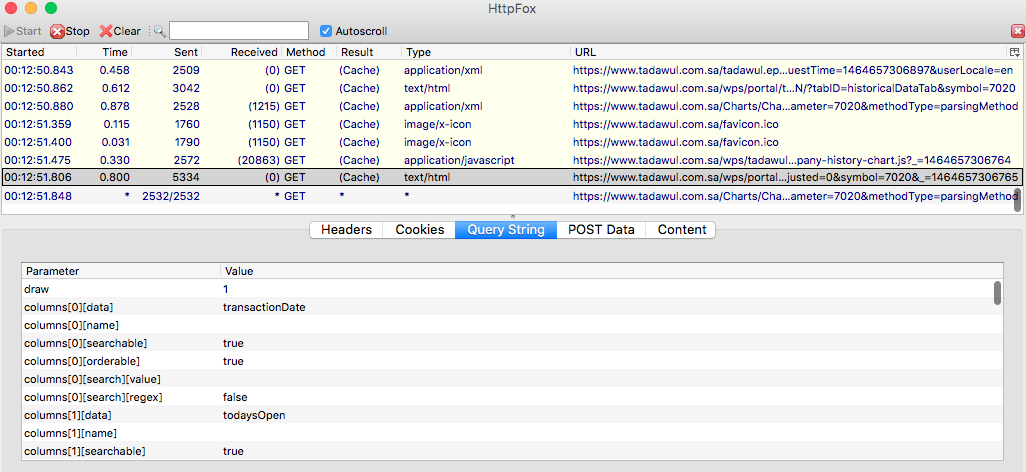 HttpFox
Start Stop Clear Autoscroll
Started Time Sent Received Method Result Type URL
00:12:50.843 0.458 2509 (0) GET (Cache) application/xml https://www.tadawul.com.sa/tadawul.ep...uestTime=1464657306897&userLocale=en
00:12:50.862 0.612 3042 (0) GET (Cache) text/html https://www.tadawul.com.sa/wps/portal/t...N/?tabID=historicalDataTab&symbol=7020
00:12:50.880 0.878 2528 (1215) GET (Cache) application/xml https://www.tadawul.com.sa/Charts/Cha...ameter=7020&methodType=parsingMethod
00:12:51.359 0.115 1760 (1150) GET (Cache) image/x-icon https://www.tadawul.com.sa/favicon.ico
00:12:51.400 0.031 1790 (1150) GET (Cache) image/x-icon https://www.tadawul.com.sa/favicon.ico
00:12:51.475 0.330 2572 (20863) GET (Cache) application/javascript https://www.tadawul.com.sa/wps/tadawul...pany-history-chart.js?_=1464657306764
00:12:51.806 0.800 5334 (0) GET (Cache) text/html https://www.tadawul.com.sa/wps/portal...justed=0&symbol=7020&_=1464657306765
00:12:51.848 * 2532/2532 * GET * * https://www.tadawul.com.sa/Charts/Cha...ameter=7020&methodType=parsingMethod
Headers Cookies Query String POST Data Content
Parameter Value
draw 1
columns[0][data] transactionDate
columns[0][name]
columns[0][searchable] true
columns[0][orderable] true
columns[0][search][value]
columns[0][search][regex] false
columns[1][data] todaysOpen
columns[1][name]
columns[1][searchable] true